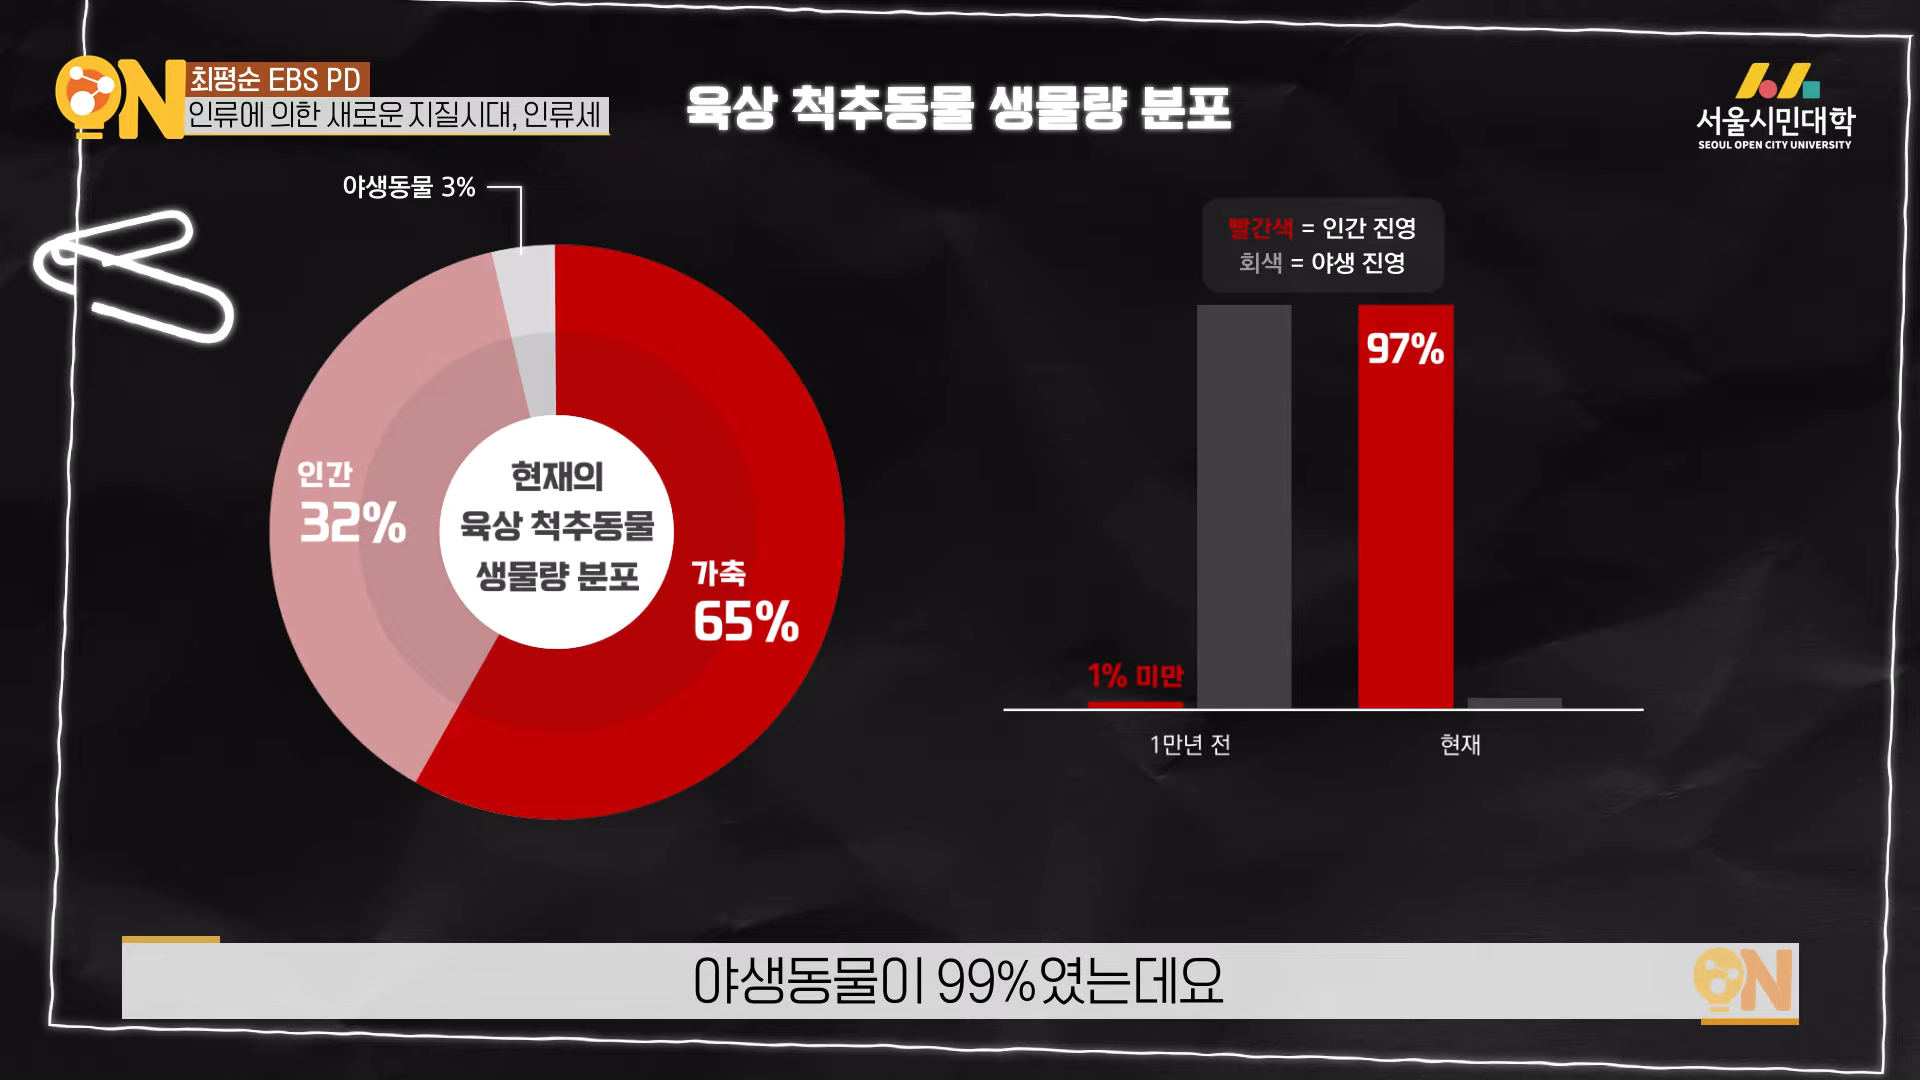 ON
최평순 EBS PD
인류에 의한 새로운 지질시대, 인류세
육상 척추동물 생물량 분포
서울시민대학
SEOUL OPEN CITY UNIVERSITY
야생동물 3%
인간
32%
현재의
육상 척추동물
생물량 분포
가축
65%
빨간색 = 인간 진영
회색 = 야생 진영
97%
1% 미만
1만년 전
현재
야생동물이 99%였는데요
ON